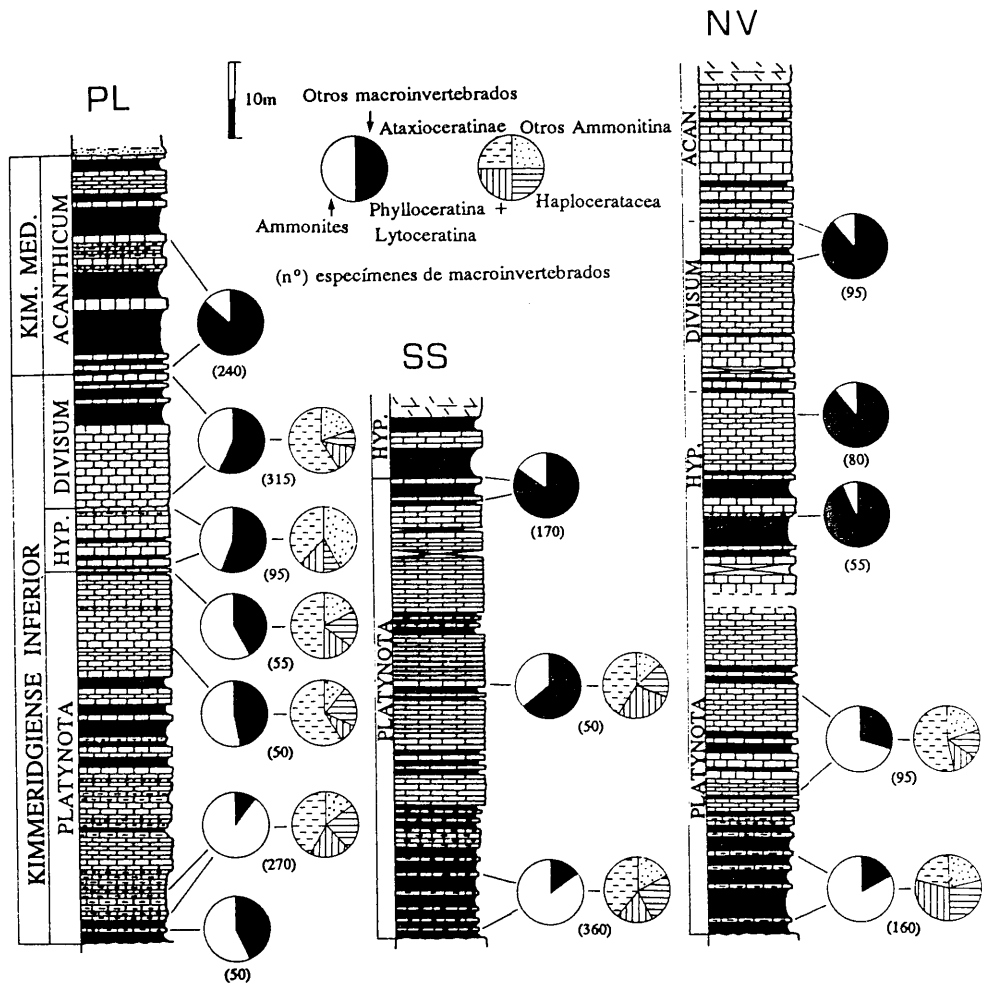 NV
PL
10m
Otros macroinvertebrados
Ataxioceratinae
Otros Ammonitina
Ammonites
Phylloceratina +
Lytoceratina
Haplocerataceae
(nº) especímenes de macroinvertebrados
KIM. MED.
ACANTHICUM
KIMMERIDGIENSE INFERIOR
DIVISUM
HYP.
PLATYNOTA
(240)
(315)
(95)
(55)
(50)
(270)
(50)
SS
HYP.
PLATYNOTA
(170)
(50)
(360)
ACAN.
DIVISUM
HYP.
PLATYNOTA
(95)
(80)
(55)
(95)
(160)